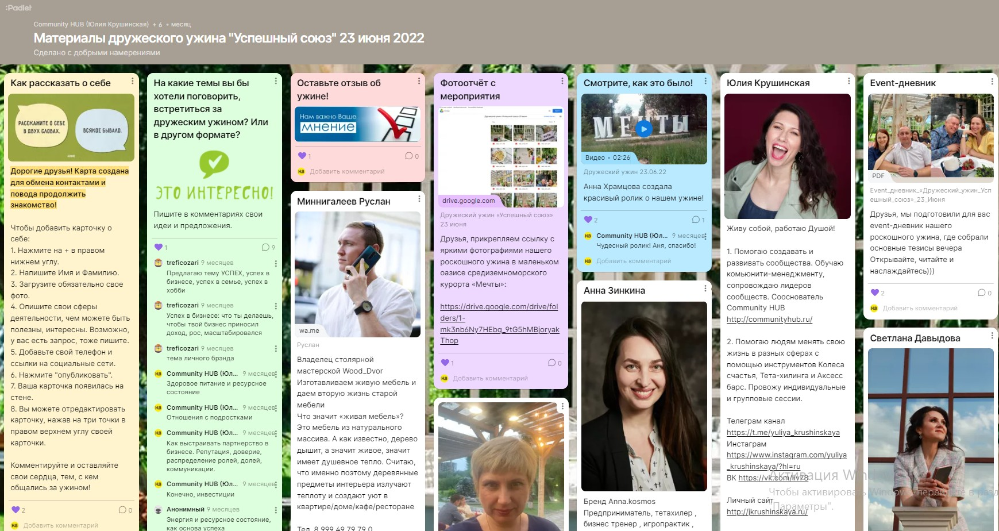 :Padlet
Community HUB (Юлия Крушинская) + 6 • месяц
Материалы дружеского ужина "Успешный союз" 23 июня 2022
Сделано с добрыми намерениями
Как рассказать о себе
РАССКАЖИТЕ О СЕБЕ
В ДВУХ СЛОВАХ.
ВСЯКОЕ БЫВАЛО.
Дорогие друзья! Карта создана
для обмена контактами и
повода продолжить
знакомство!
Чтобы добавить карточку о
себе:
1. Нажмите на + в правом
нижнем углу.
2. Напишите Имя и Фамилию.
3. Загрузите обязательно свое
фото.
4. Опишите свои сферы
деятельности, чем можете быть
полезны, интересны. Возможно,
у вас есть запрос, тоже пишите.
5. Добавьте свой телефон и
ссылки на социальные сети.
6. Нажмите "опубликовать".
7. Ваша карточка появилась на
стене.
8. Вы можете отредактировать
карточку, нажав на три точки в
правом верхнем углу своей
карточки.
Комментируйте и оставляйте
свои сердца, тем, с кем
общались за ужином!
2 0
Добавить комментарий
На какие темы вы бы
хотели поговорить,
встретиться за
дружеским ужином? Или
в другом формате?
ЭТО ИНТЕРЕСНО!
Пишите в комментариях свои
идеи и предложения.
1 9
treficozari 9 месяцев
Предлагаю тему УСПЕХ, успех в
бизнесе, успех в семье, успех в
хобби
treficozari 9 месяцев
Успех в бизнесе: что ты делаешь,
чтобы твой бизнес приносил
доход, рос, масштабировался
treficozari 9 месяцев
тема личного брэнда
Community HUB (Юл... 9 месяцев
Здоровое питание и ресурсное
состояние
Community HUB (Юл... 9 месяцев
Отношения с подростками
Community HUB (Юл... 9 месяцев
Как выстраивать партнерство в
бизнесе. Репутация, доверие,
распределение ролей, долей,
коммуникации.
Community HUB (Юл... 9 месяцев
Конечно, инвестиции
Анонимный 9 месяцев
Энергия и ресурсное состояние,
как основа успеха
Оставьте отзыв об
ужине!
Нам важно Ваше
мнение
1 0
Добавить комментарий
Миннигалеев Руслан
wa.me
Руслан
Владелец столярной
мастерской Wood_Dvor
Изготавливаем живую мебель и
даем вторую жизнь старой
мебели
Что значит «живая мебель»?
Это мебель из натурального
массива. А как известно, дерево
дышит, а значит живое, значит
имеет душевное тепло. Считаю,
что именно поэтому деревянные
предметы интерьера излучают
теплоту и создают уют в
квартире/доме/кафе/ресторане
Тел. 8 999 49 79 79 0
Фотоотчёт с
мероприятия
drive.google.com
Дружеский ужин «Успешный союз»
23 июня
Друзья, прикрепляем ссылку с
яркими фотографиями нашего
роскошного ужина в маленьком
оазисе средиземноморского
курорта «Мечты»:
https://drive.google.com/drive/fol
ders/1-
mk3nb6Ny7HEbq_9tG5hMBjoryak
Thop
1 0
Добавить комментарий
Смотрите, как это было!
МЕЧТЫ
Видео • 02:26
Дружеский ужин 23.06.22
Анна Храмцова создала
красивый ролик о нашем ужине!
2 1
Community HUB (Юл... 9 месяцев
Чудесный ролик! Аня, спасибо!
Добавить комментарий
Анна Зинкина
Бренд Anna.kosmos
Предприниматель, тетахилер ,
бизнес тренер , игропрактик ,
Юлия Крушинская
Живу собой, работаю Душой!
1. Помогаю создавать и
развивать сообщества. Обучаю
комьюнити-менеджменту,
сопровождаю лидеров
сообществ. Сооснователь
Community HUB
http://communityhub.ru/
2. Помогаю людям менять свою
жизнь в разных сферах с
помощью инструментов Колеса
счастья, Тета-хилинга и Аксесс
барс. Провожу индивидуальные
и групповые сессии.
Телеграм канал
https://t.me/yuliya_krushinskaya
Инстаграм
https://www.instagram.com/yuliya
_krushinskaya/?hl=ru
ВК https://vk.com/liv78
Личный сайт
http://jkrushinskaya.ru/
Event-дневник
PDF
Event_дневник_«Дружеский_ужин_Усп
ешный_союз»_23_Июня
Друзья, мы подготовили для вас
event-дневник нашего
роскошного ужина, где собрали
основные тезисы вечера
Открывайте, читайте и
наслаждайтесь)))
2 0
Добавить комментарий
Светлана Давыдова
Активация Windows
Чтобы активировать Windows, перейдите в разд
"Параметры".